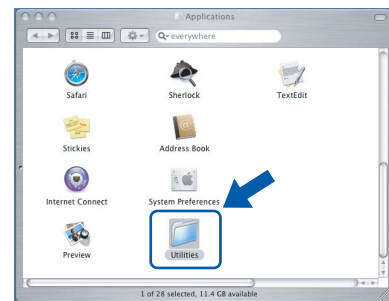 Applications
everywhere
Safari
Sherlock
TextEdit
Stickies
Address Book
Internet Connect
System Preferences
Preview
Utilities
1 of 28 selected, 11.4 GB available